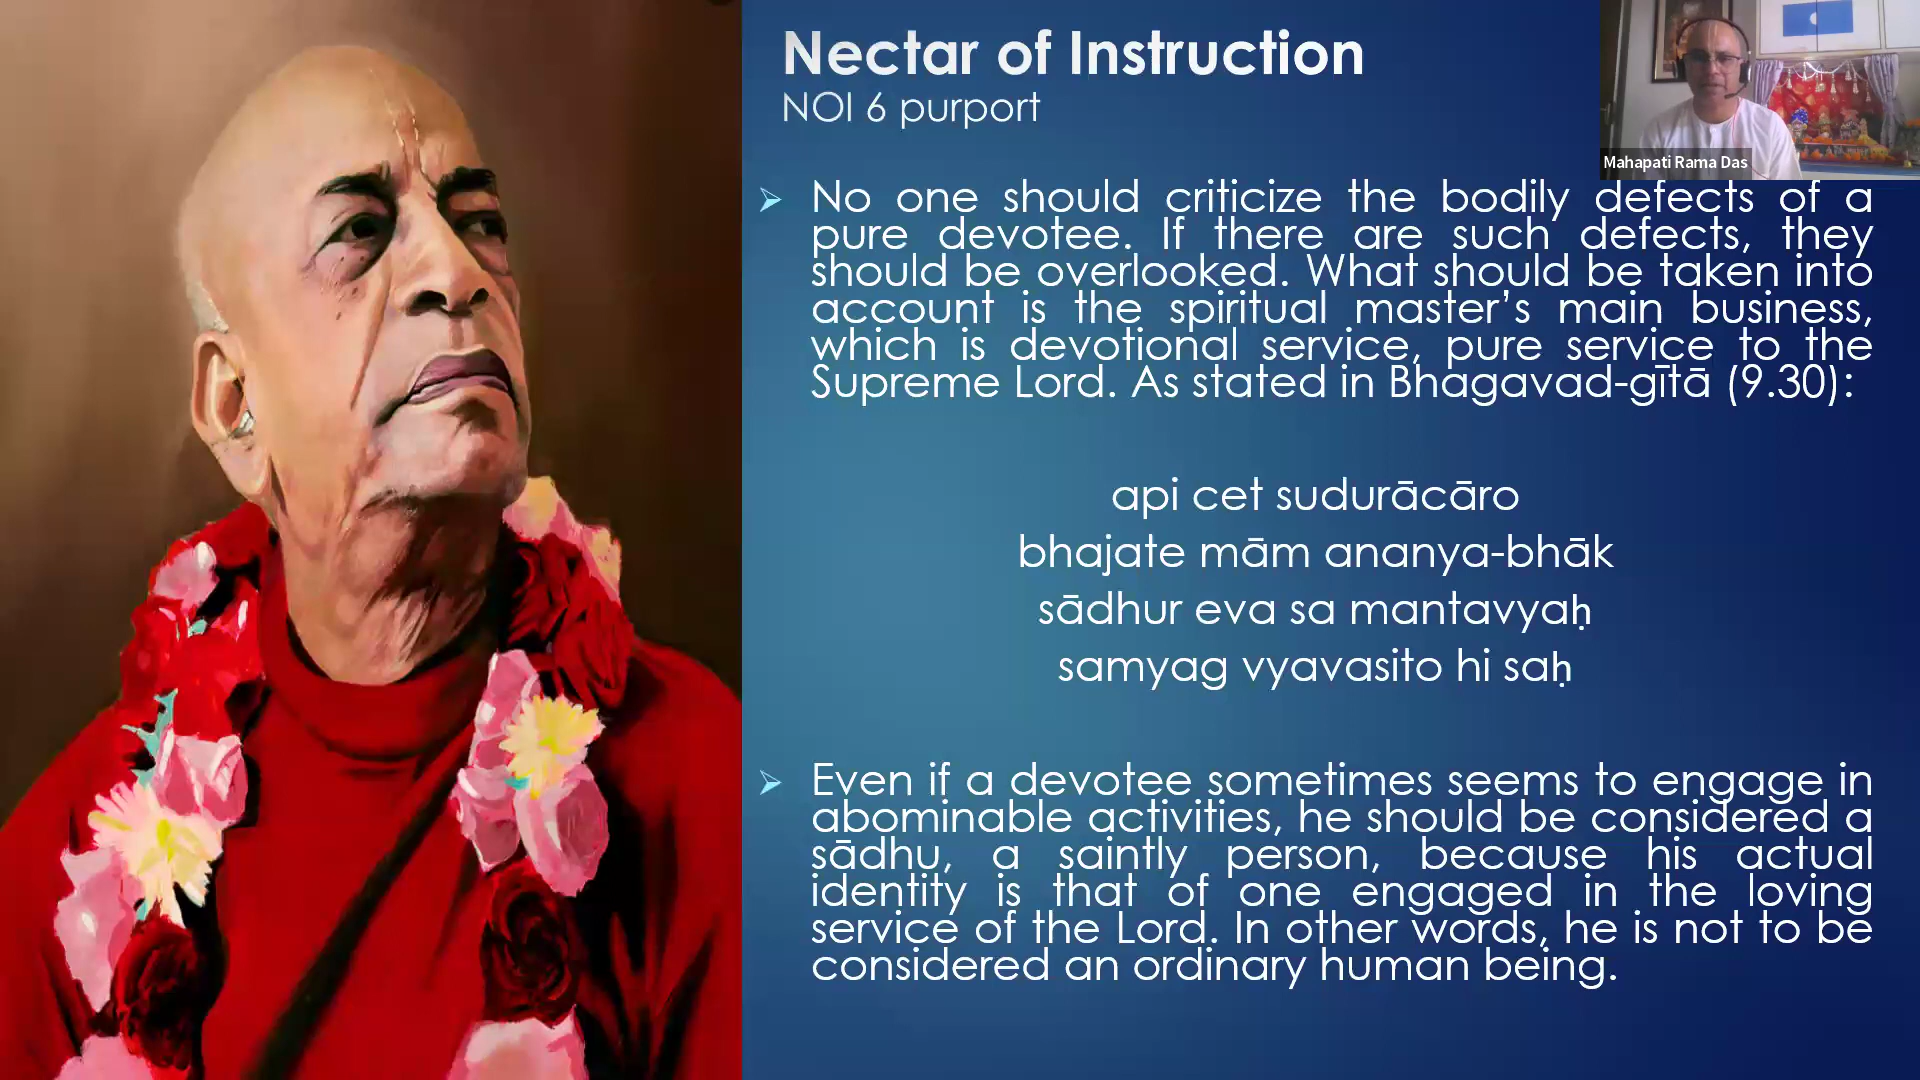 Nectar of Instruction
NOI 6 purport
Mahapati Rama Das
No one should criticize the bodily defects of a
pure devotee. If there are such defects, they
should be overlooked. What should be taken into
account is the spiritual master’s main business,
which is devotional service, pure service to the
Supreme Lord. As stated in Bhagavad-gītā (9.30):
api cet sudurācāro
bhajate mām ananya-bhāk
sādhur eva sa mantavyaḥ
samyag vyavasito hi saḥ
Even if a devotee sometimes seems to engage in
abominable activities, he should be considered a
sādhu, a saintly person, because his actual
identity is that of one engaged in the loving
service of the Lord. In other words, he is not to be
considered an ordinary human being.